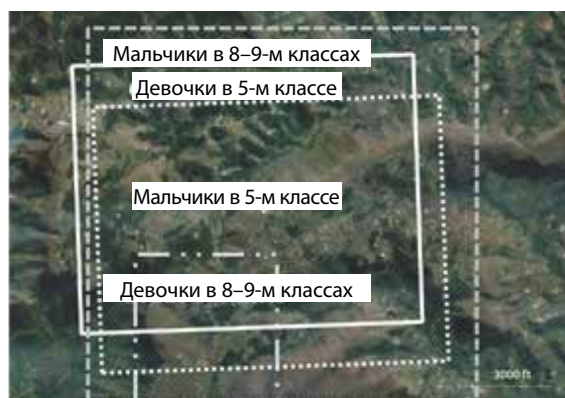 Мальчики в 8–9-м классах
Девочки в 5-м классе
Мальчики в 5-м классе
Девочки в 8–9-м классах
3000 ft